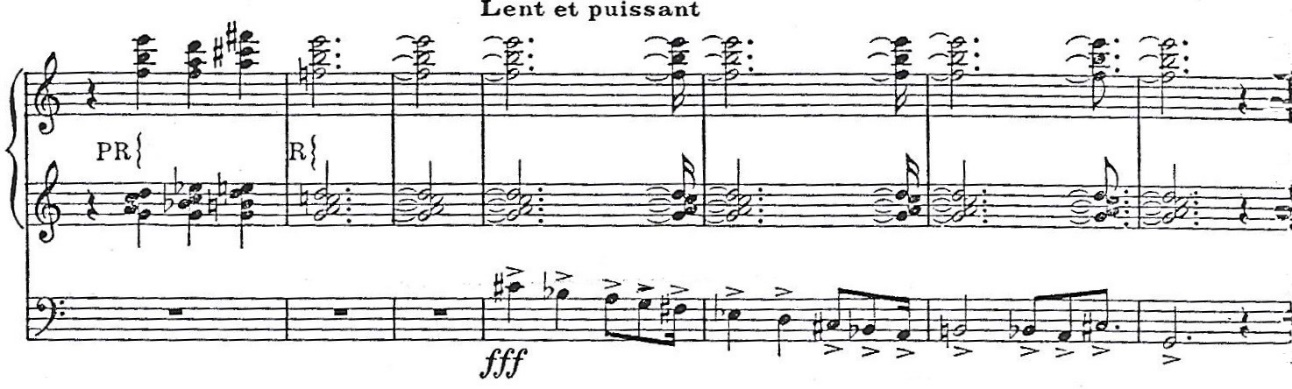 Lent et puissant
PR
R
fff